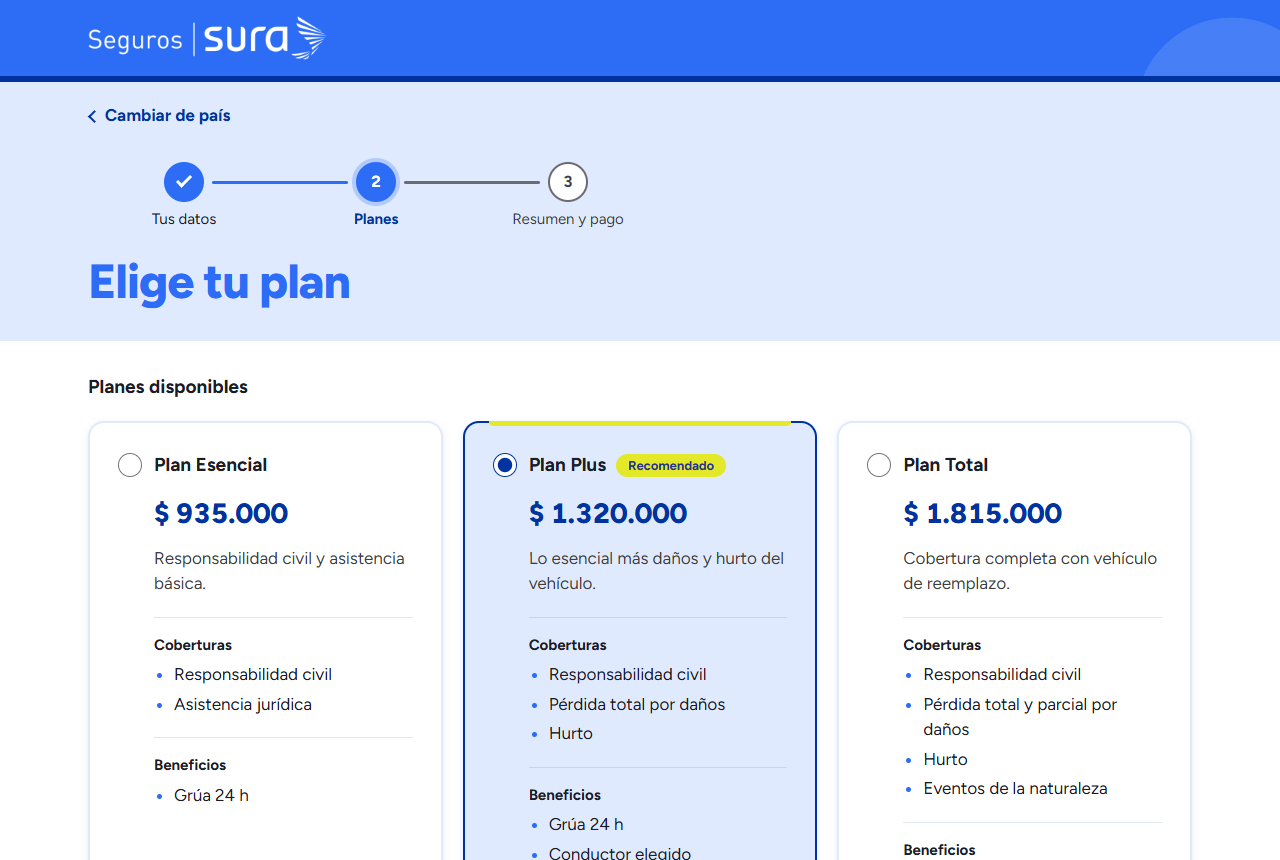 Seguros sura
Cambiar de país
2
3
Tus datos
Planes
Resumen y pago
Elige tu plan
Planes disponibles
Plan Esencial
$ 935.000
Responsabilidad civil y asistencia
básica.
Coberturas
Responsabilidad civil
Asistencia jurídica
Beneficios
Grúa 24 h
Plan Plus Recomendado
$ 1.320.000
Lo esencial más daños y hurto del
vehículo.
Coberturas
Responsabilidad civil
Pérdida total por daños
Hurto
Beneficios
Grúa 24 h
Conductor elegido
Plan Total
$ 1.815.000
Cobertura completa con vehículo
de reemplazo.
Coberturas
Responsabilidad civil
Pérdida total y parcial por
daños
Hurto
Eventos de la naturaleza
Beneficios